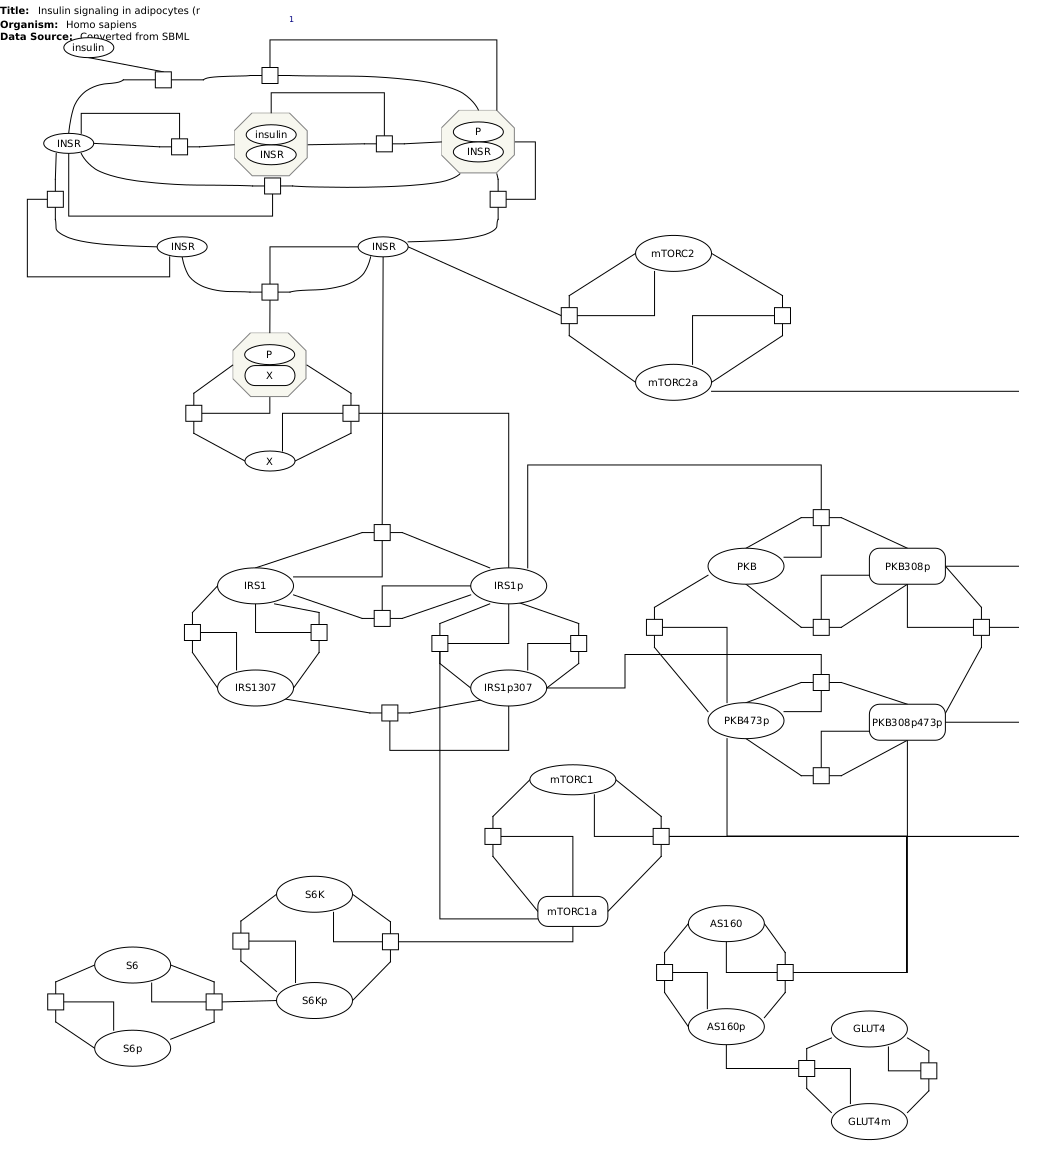 Title: Insulin signaling in adipocytes (r
1
Organism: Homo sapiens
Data Source: Converted from SBML
insulin
INSR
insulin
INSR
P
INSR
INSR
INSR
mTORC2
P
X
mTORC2a
X
IRS1
IRS1p
PKB
PKB308p
IRS1307
IRS1p307
PKB473p
PKB308p473p
mTORC1
S6K
mTORC1a
AS160
S6
S6Kp
AS160p
GLUT4
S6p
GLUT4m